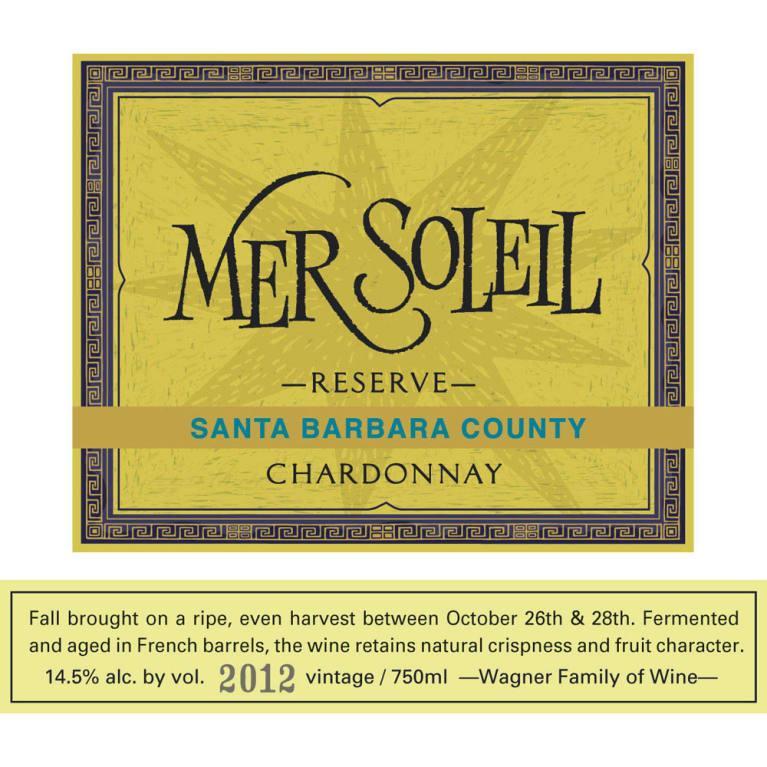 MER SOLEIL
—RESERVE—
SANTA BARBARA COUNTY
CHARDONNAY
Fall brought on a ripe, even harvest between October 26th & 28th. Fermented
and aged in French barrels, the wine retains natural crispness and fruit character.
14.5% alc. by vol. 2012 vintage / 750ml —Wagner Family of Wine—